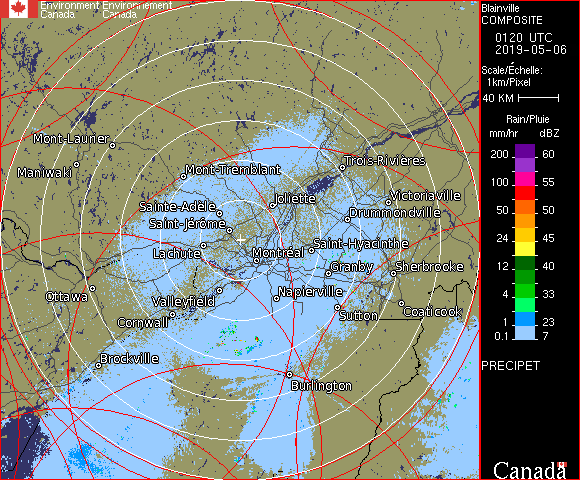 Environment Environnement
Canada Canada
Blainville
COMPOSITE
0120 UTC
2019-05-06
Scale/Échelle:
1km/Pixel
40 KM
Rain/Pluie
mm/hr dBZ
200 60
100 55
50 50
24 45
12 40
4 33
1 23
0.1 7
PRECIPET
Canada
Mont-Laurier
Maniwaki
Mont-Tremblant
Trois-Rivières
Joliette
Victoriaville
Sainte-Adèle
Drummondville
Saint-Jérôme
Lachute
Montréal
Saint-Hyacinthe
Granby
Sherbrooke
Ottawa
Valleyfield
Napierville
Cornwall
Sutton
Coaticook
Brockville
Burlington